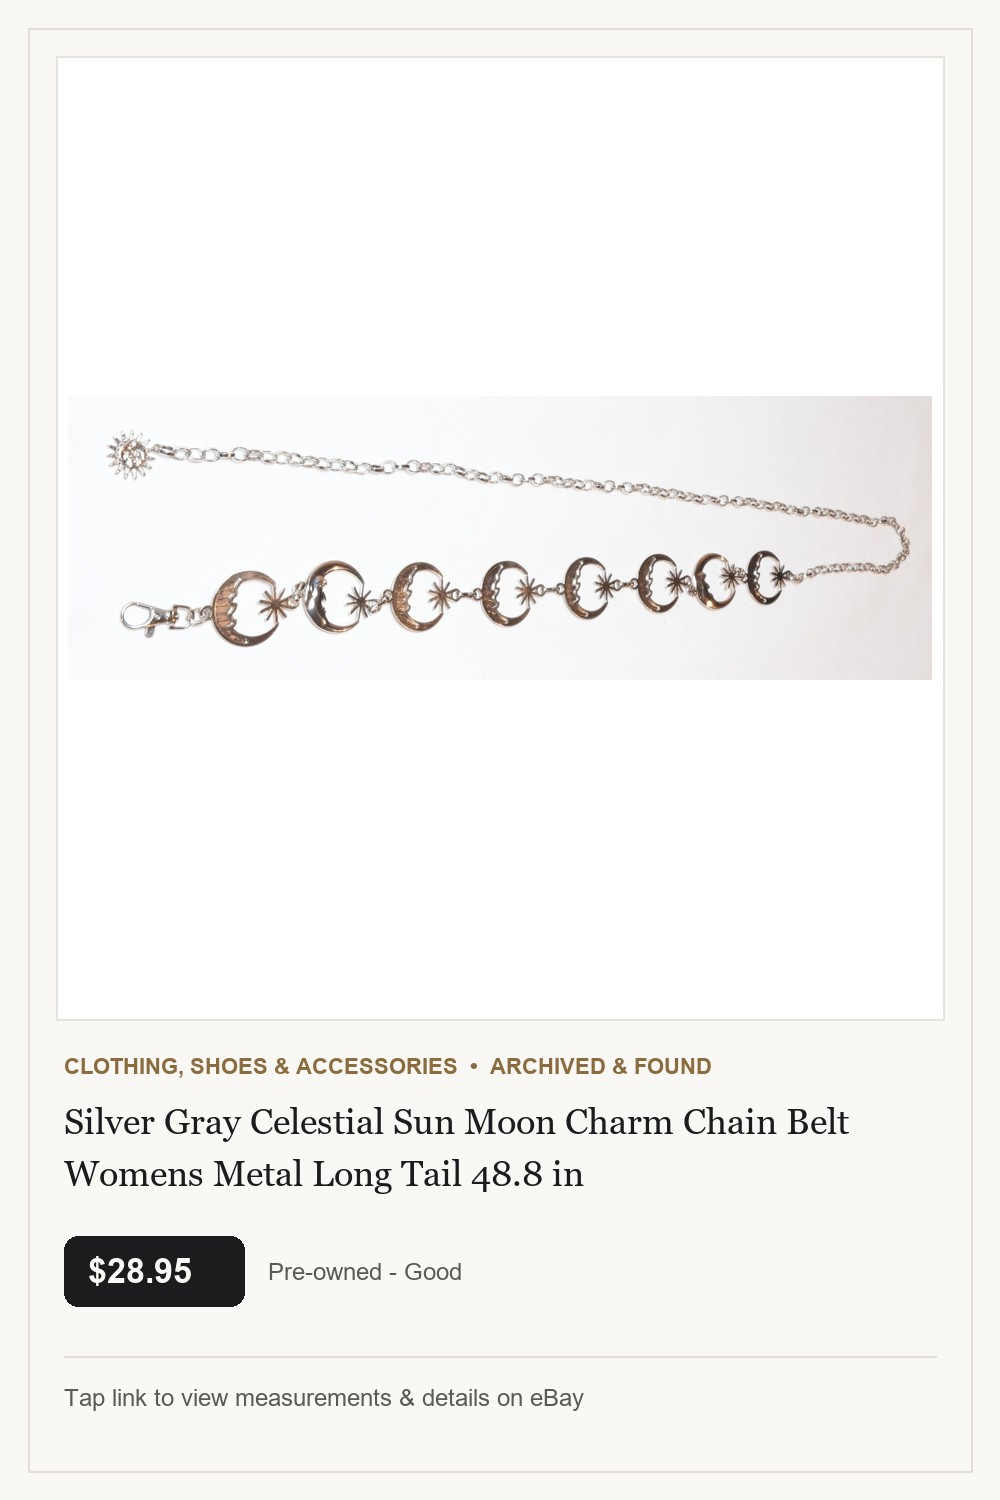 CLOTHING, SHOES & ACCESSORIES • ARCHIVED & FOUND
Silver Gray Celestial Sun Moon Charm Chain Belt
Womens Metal Long Tail 48.8 in
$28.95
Pre-owned - Good
Tap link to view measurements & details on eBay